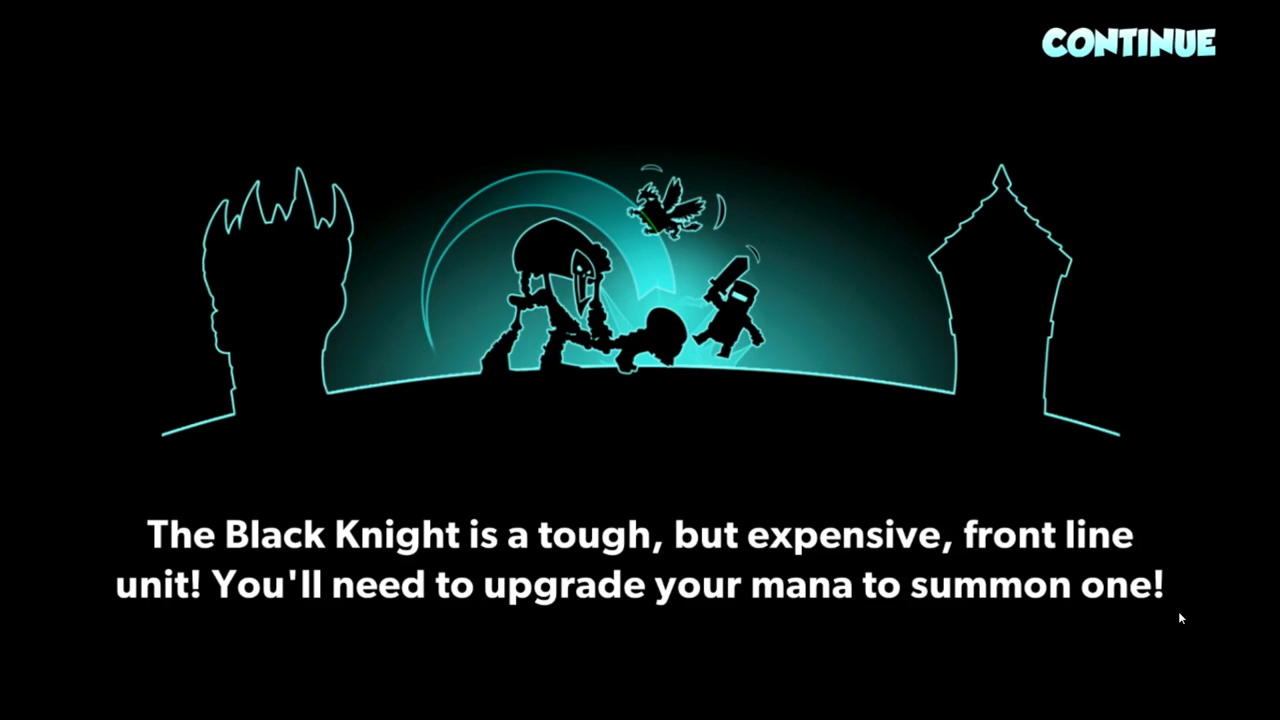 CONTINUE
The Black Knight is a tough, but expensive, front line
unit! You'll need to upgrade your mana to summon one!